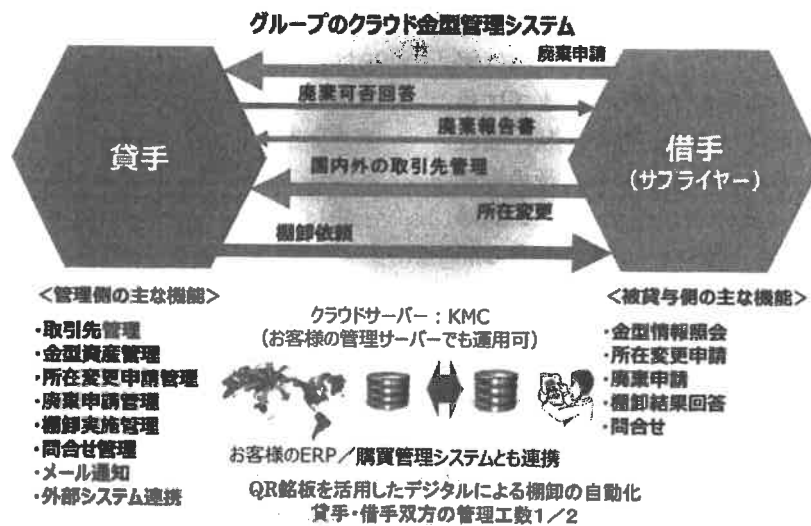 グループのクラウド金型管理システム
廃棄申請
廃棄可否回答
廃棄報告書
貸手
国内外の取引先管理
借手
(サプライヤー)
所在変更
棚卸依頼
<管理側の主な機能>
・取引先管理
・金型資産管理
・所在変更申請管理
・廃棄申請管理
・棚卸実施管理
・問合せ管理
・メール通知
・外部システム連携
クラウドサーバー:KMC
(お客様の管理サーバーでも運用可)
<被貸与側の主な機能>
・金型情報照会
・所在変更申請
・廃棄申請
・棚卸結果回答
・問合せ
お客様のERP/購買管理システムとも連携
QR銘板を活用したデジタルによる棚卸の自動化
貸手・借手双方の管理工数1/2